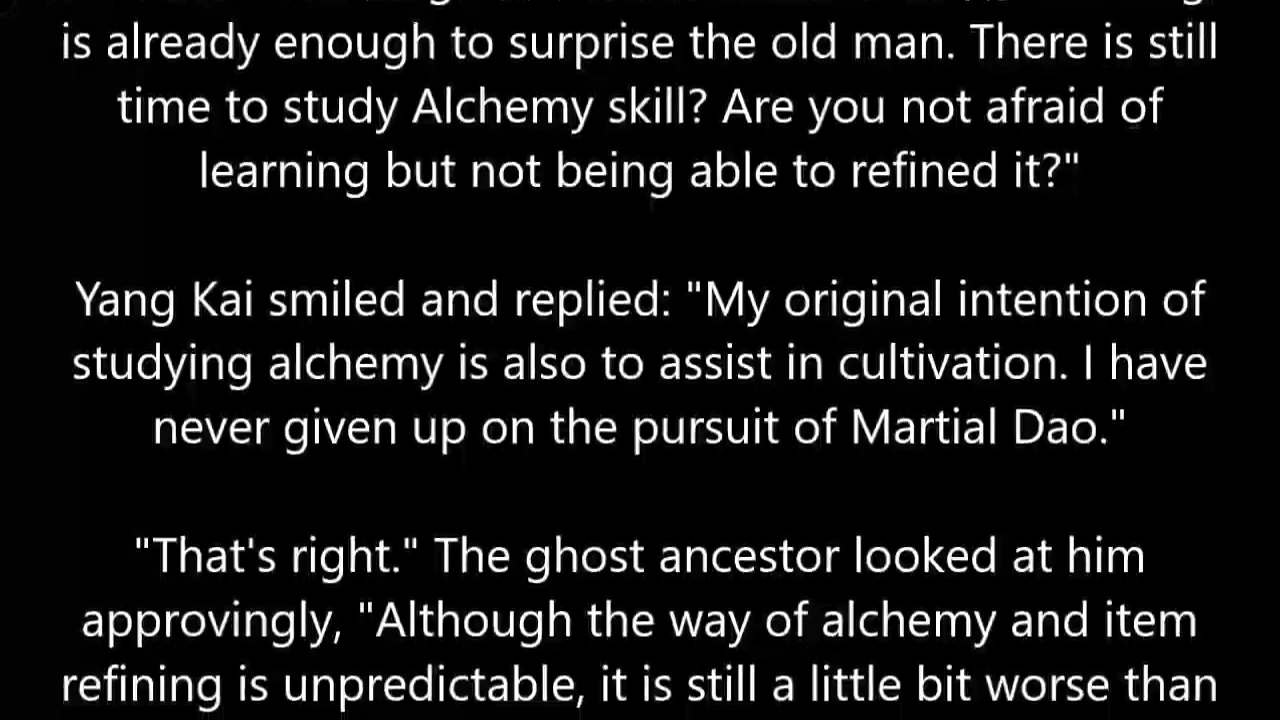 is already enough to surprise the old man. There is still
time to study Alchemy skill? Are you not afraid of
learning but not being able to refined it?"
Yang Kai smiled and replied: "My original intention of
studying alchemy is also to assist in cultivation. I have
never given up on the pursuit of Martial Dao."
"That's right." The ghost ancestor looked at him
approvingly, "Although the way of alchemy and item
refining is unpredictable, it is still a little bit worse than